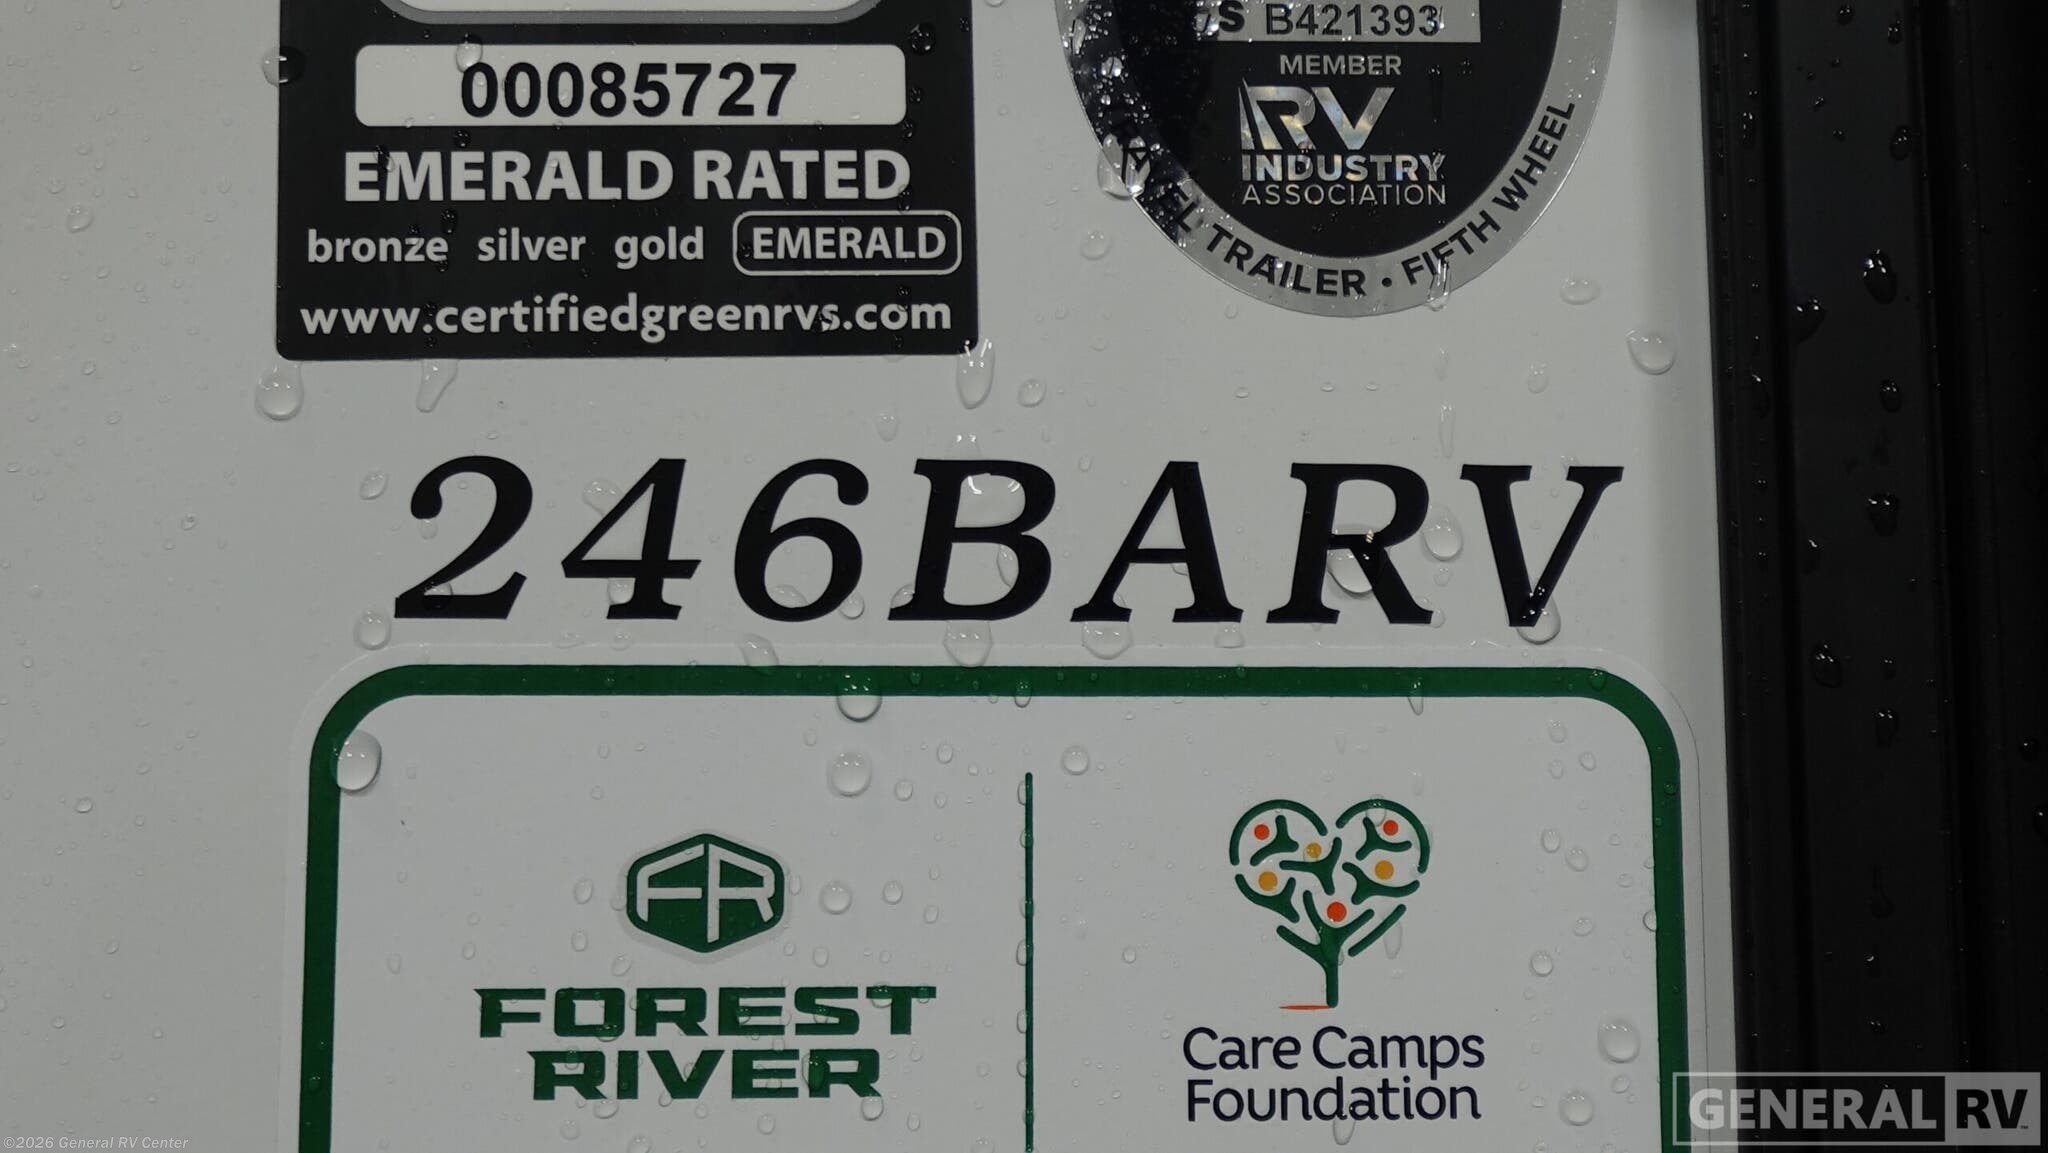 00085727
EMERALD RATED
bronze silver gold EMERALD
www.certifiedgreenrvs.com
S B421393
MEMBER
RV
INDUSTRY
ASSOCIATION
TRAVEL TRAILER • FIFTH WHEEL
246BARV
FR
FOREST
RIVER
Care Camps
Foundation
GENERAL RV
©2026 General RV Center